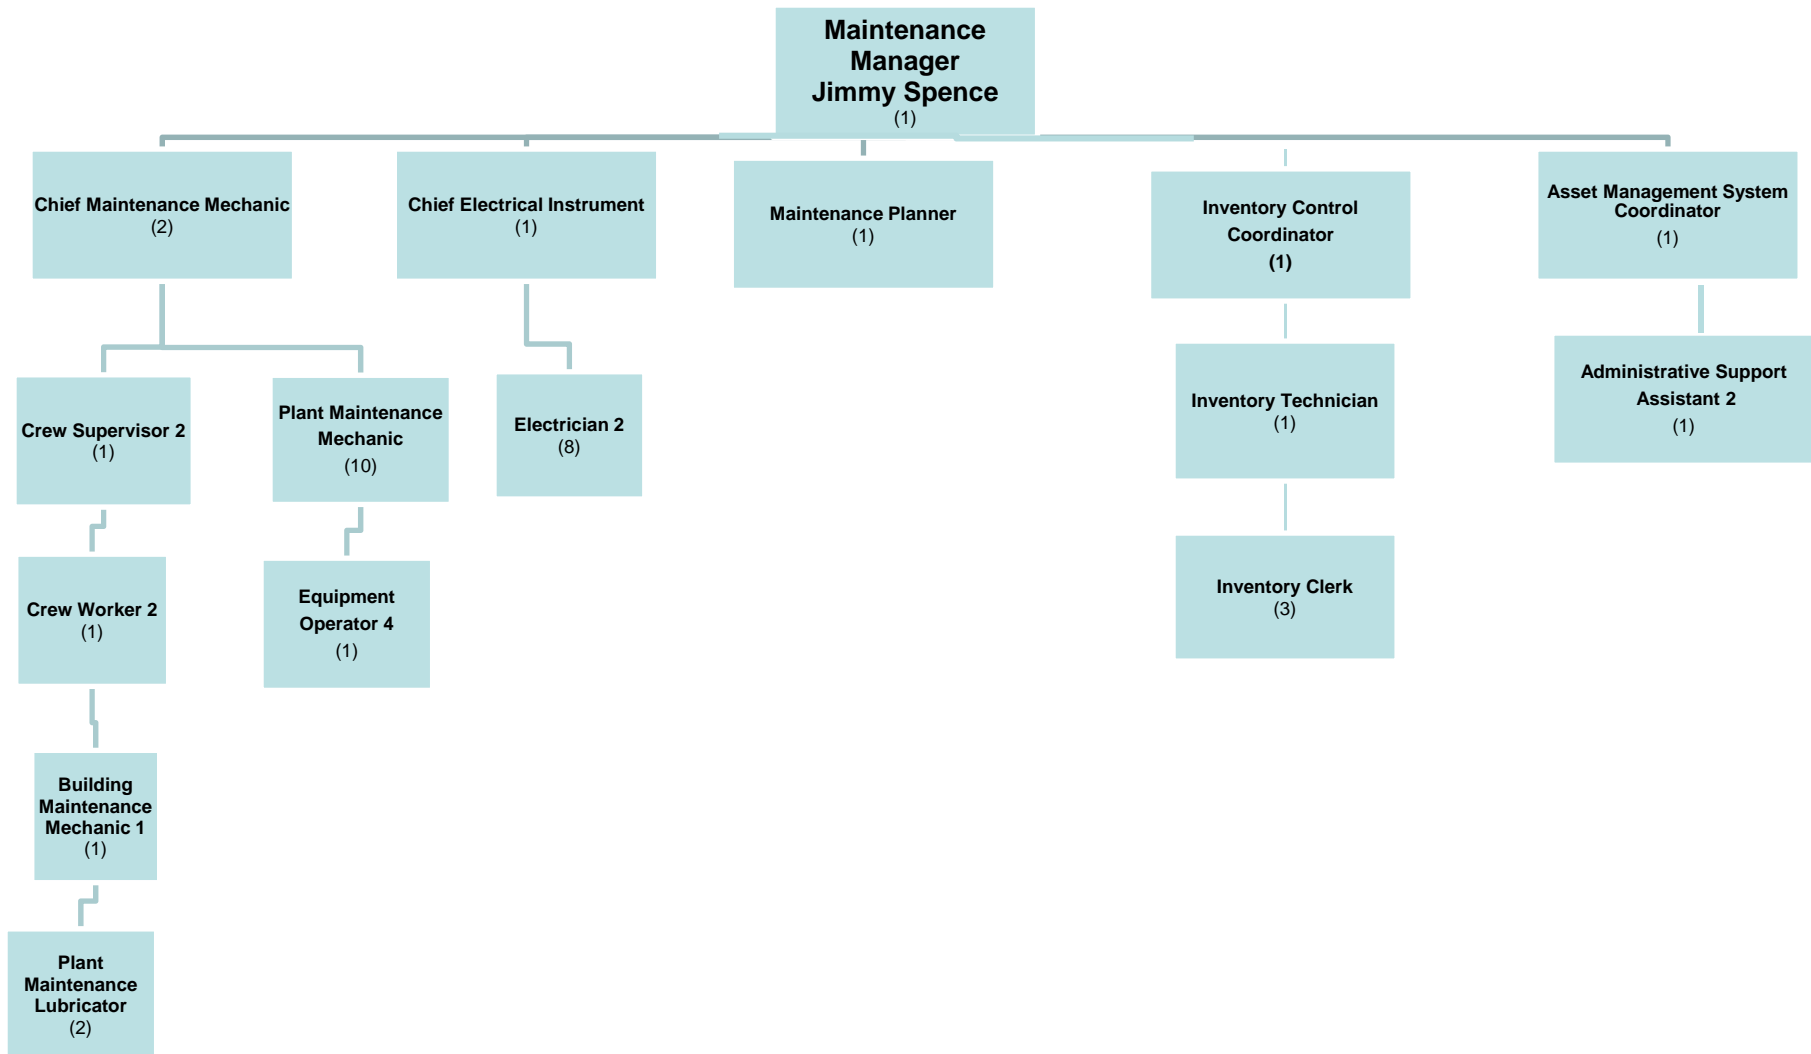 Maintenance
Manager
Jimmy Spence
(1)
Chief Maintenance Mechanic
(2)
Chief Electrical Instrument
(1)
Maintenance Planner
(1)
Inventory Control
Coordinator
(1)
Asset Management System
Coordinator
(1)
Crew Supervisor 2
(1)
Plant Maintenance
Mechanic
(10)
Electrician 2
(8)
Inventory Technician
(1)
Administrative Support
Assistant 2
(1)
Crew Worker 2
(1)
Equipment
Operator 4
(1)
Inventory Clerk
(3)
Building
Maintenance
Mechanic 1
(1)
Plant
Maintenance
Lubricator
(2)